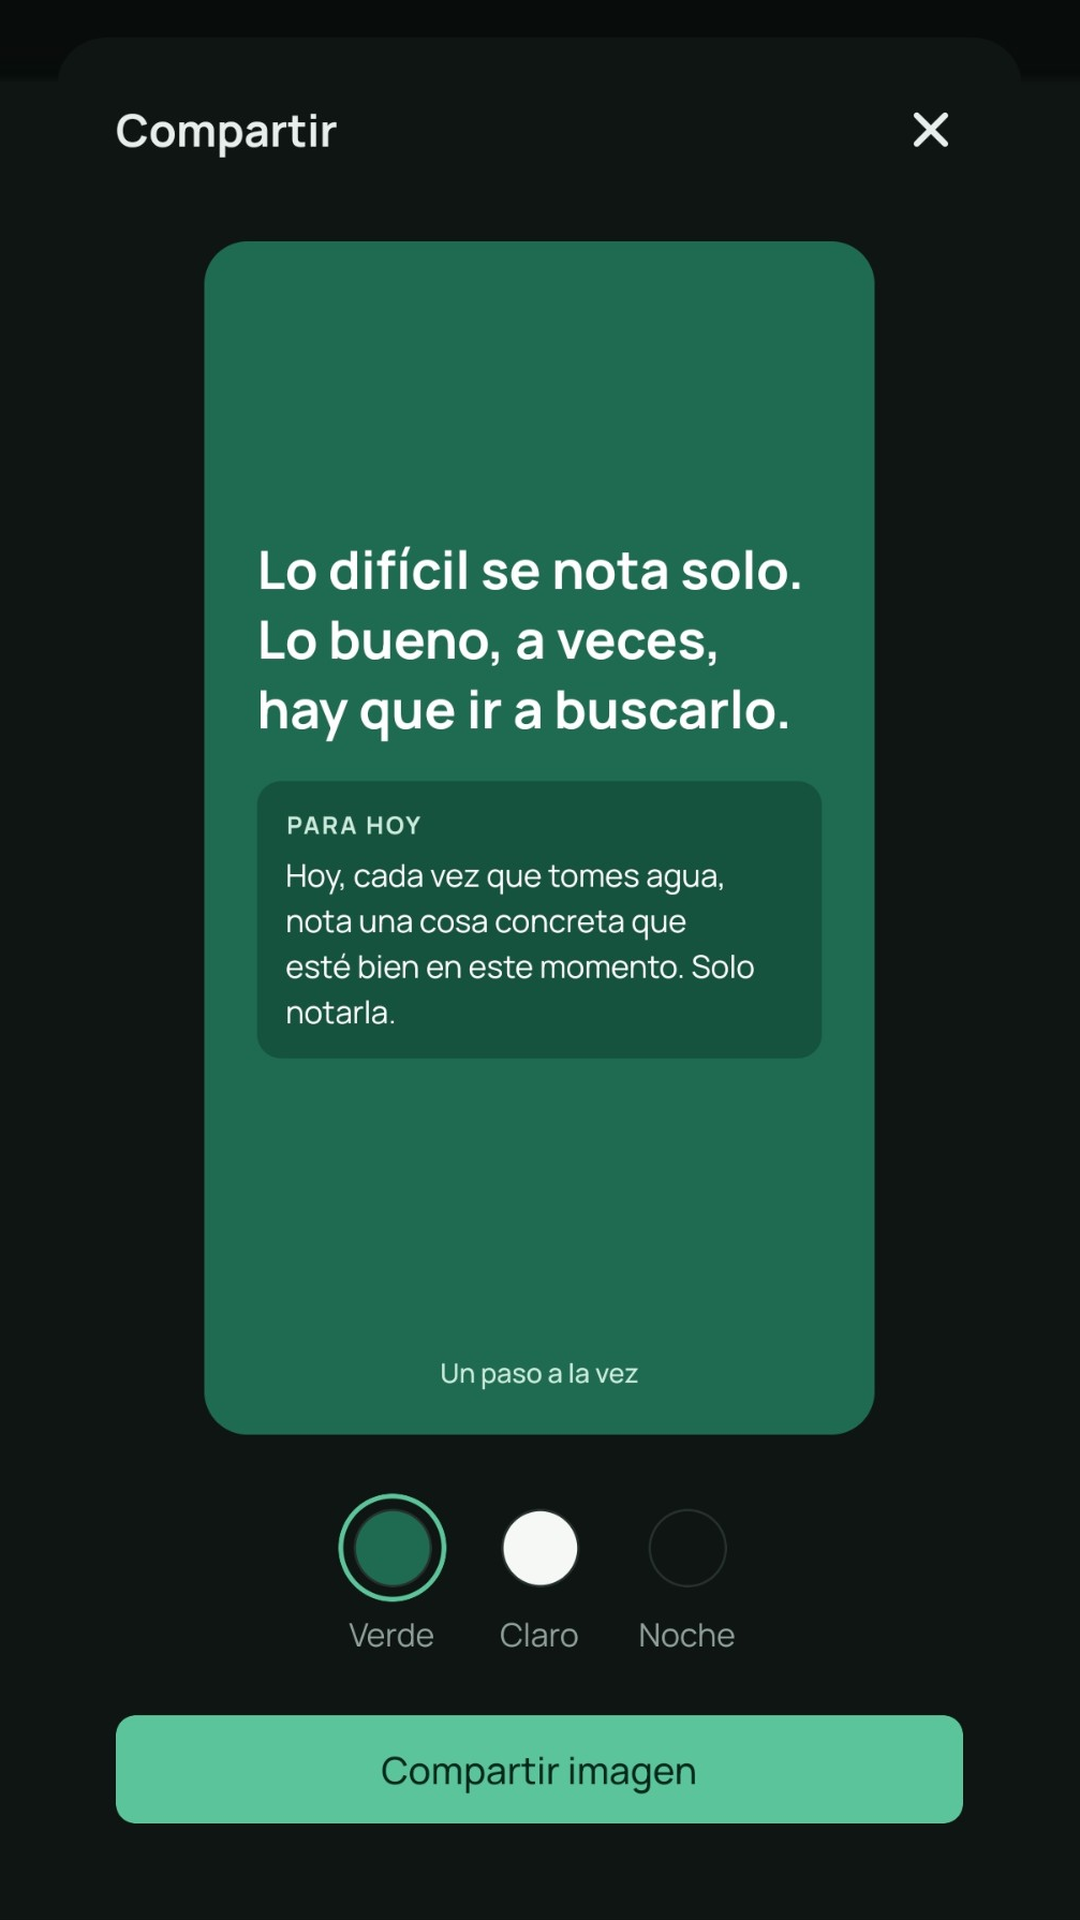 Compartir
Lo difícil se nota solo.
Lo bueno, a veces,
hay que ir a buscarlo.
PARA HOY
Hoy, cada vez que tomes agua,
nota una cosa concreta que
esté bien en este momento. Solo
notarla.
Un paso a la vez
Verde
Claro
Noche
Compartir imagen